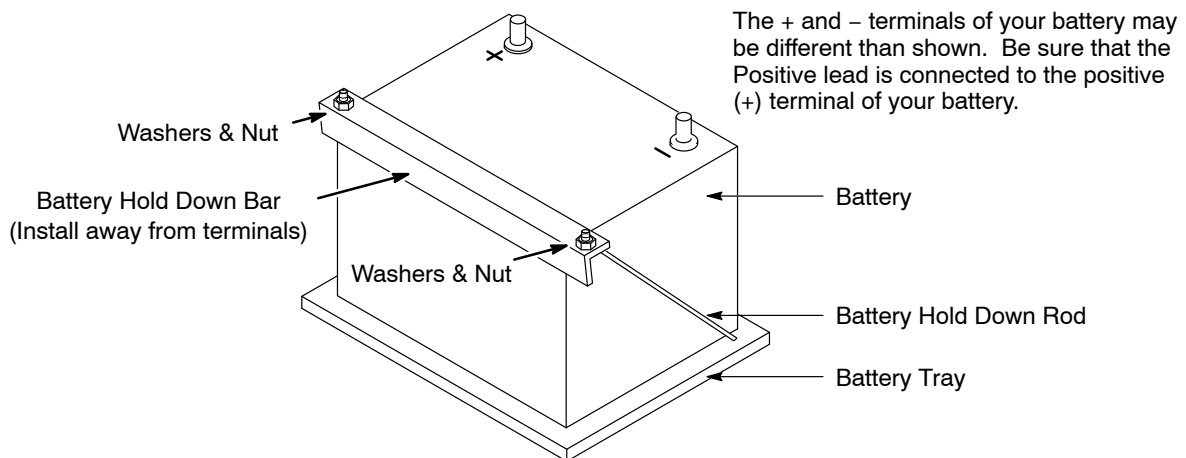 The + and – terminals of your battery may
be different than shown.  Be sure that the
Positive lead is connected to the positive
(+) terminal of your battery.
+
–
Washers & Nut
Battery Hold Down Bar
(Install away from terminals)
Washers & Nut
Battery
Battery Hold Down Rod
Battery Tray